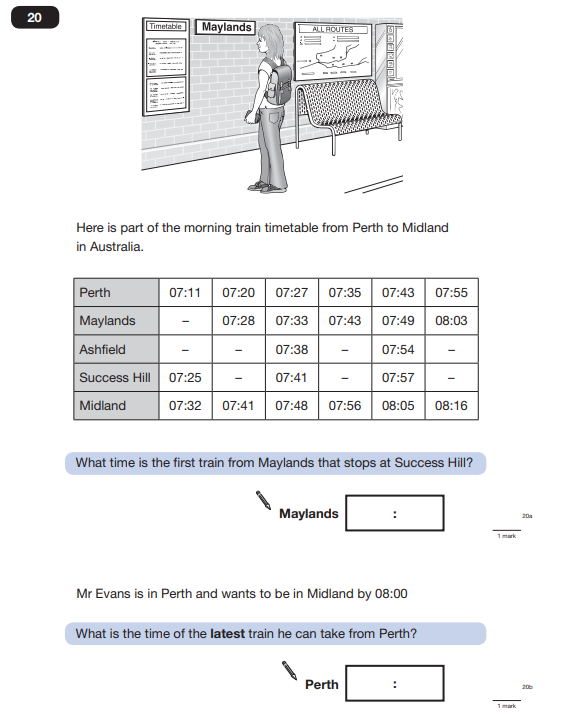 20
Timetable
Maylands
ALL ROUTES
Here is part of the morning train timetable from Perth to Midland
in Australia.
Perth 07:11 07:20 07:27 07:35 07:43 07:55
Maylands – 07:28 07:33 07:43 07:49 08:03
Ashfield – – 07:38 – 07:54 –
Success Hill 07:25 – 07:41 – 07:57 –
Midland 07:32 07:41 07:48 07:56 08:05 08:16
What time is the first train from Maylands that stops at Success Hill?
Maylands :
20a
1 mark
Mr Evans is in Perth and wants to be in Midland by 08:00
What is the time of the latest train he can take from Perth?
Perth :
20b
1 mark